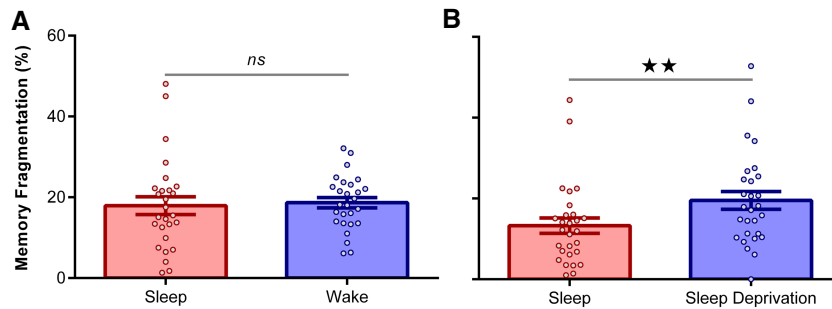 A
B
Memory Fragmentation (%)
60
40
20
0
ns
★★
Sleep
Wake
Sleep
Sleep Deprivation